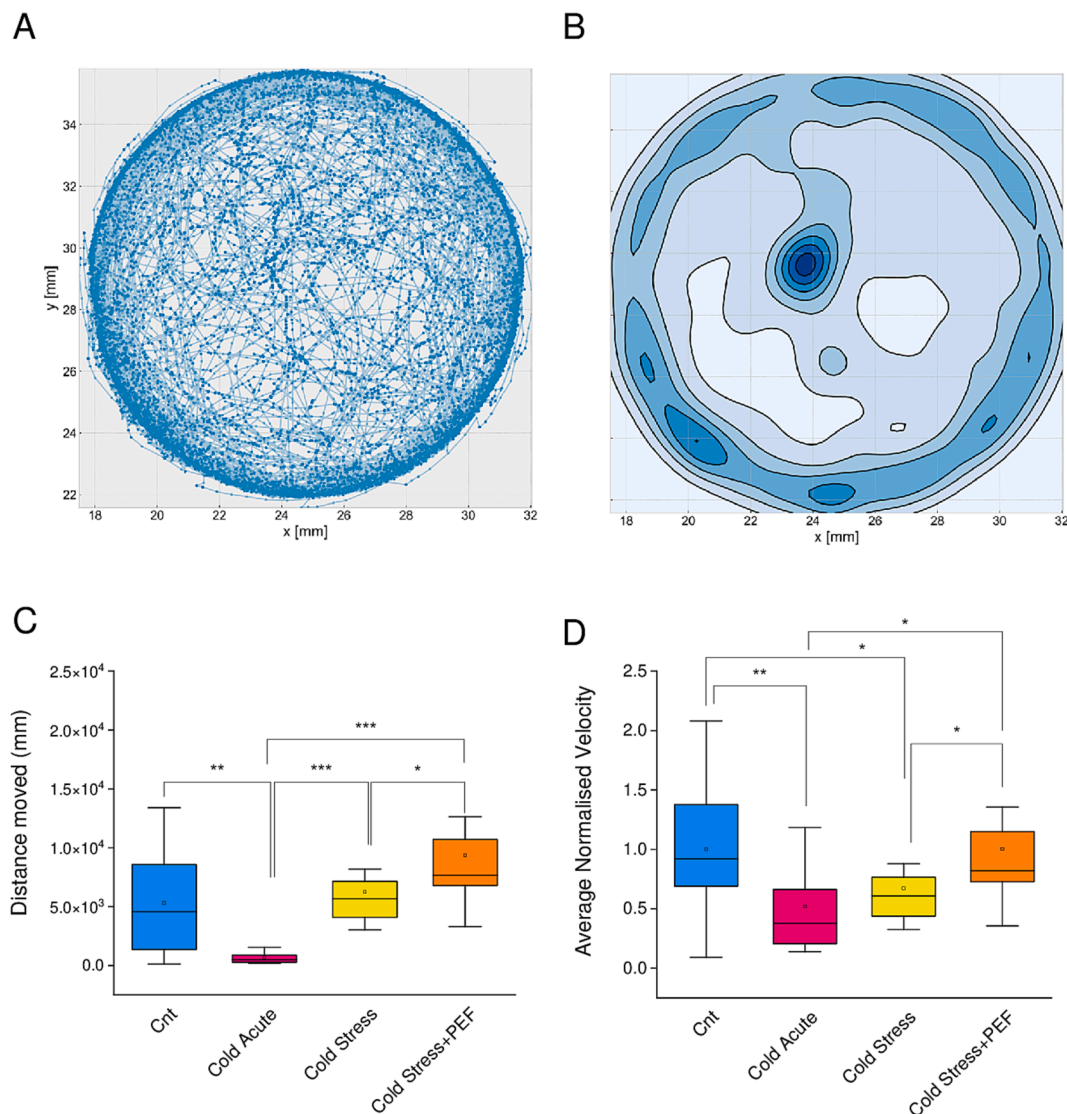 A
B
34
32
30
28
26
24
22
y [mm]
18 20 22 24 26 28 30 32
x [mm]
18 20 22 24 26 28 30 32
x [mm]
C
D
Distance moved (mm)
2.5×10⁴
2.0×10⁴
1.5×10⁴
1.0×10⁴
5.0×10³
0.0
** *** *** *
Cnt
Cold Acute
Cold Stress
Cold Stress+PEF
Average Normalised Velocity
2.5
2.0
1.5
1.0
0.5
0.0
*
*
**
*
Cnt
Cold Acute
Cold Stress
Cold Stress+PEF